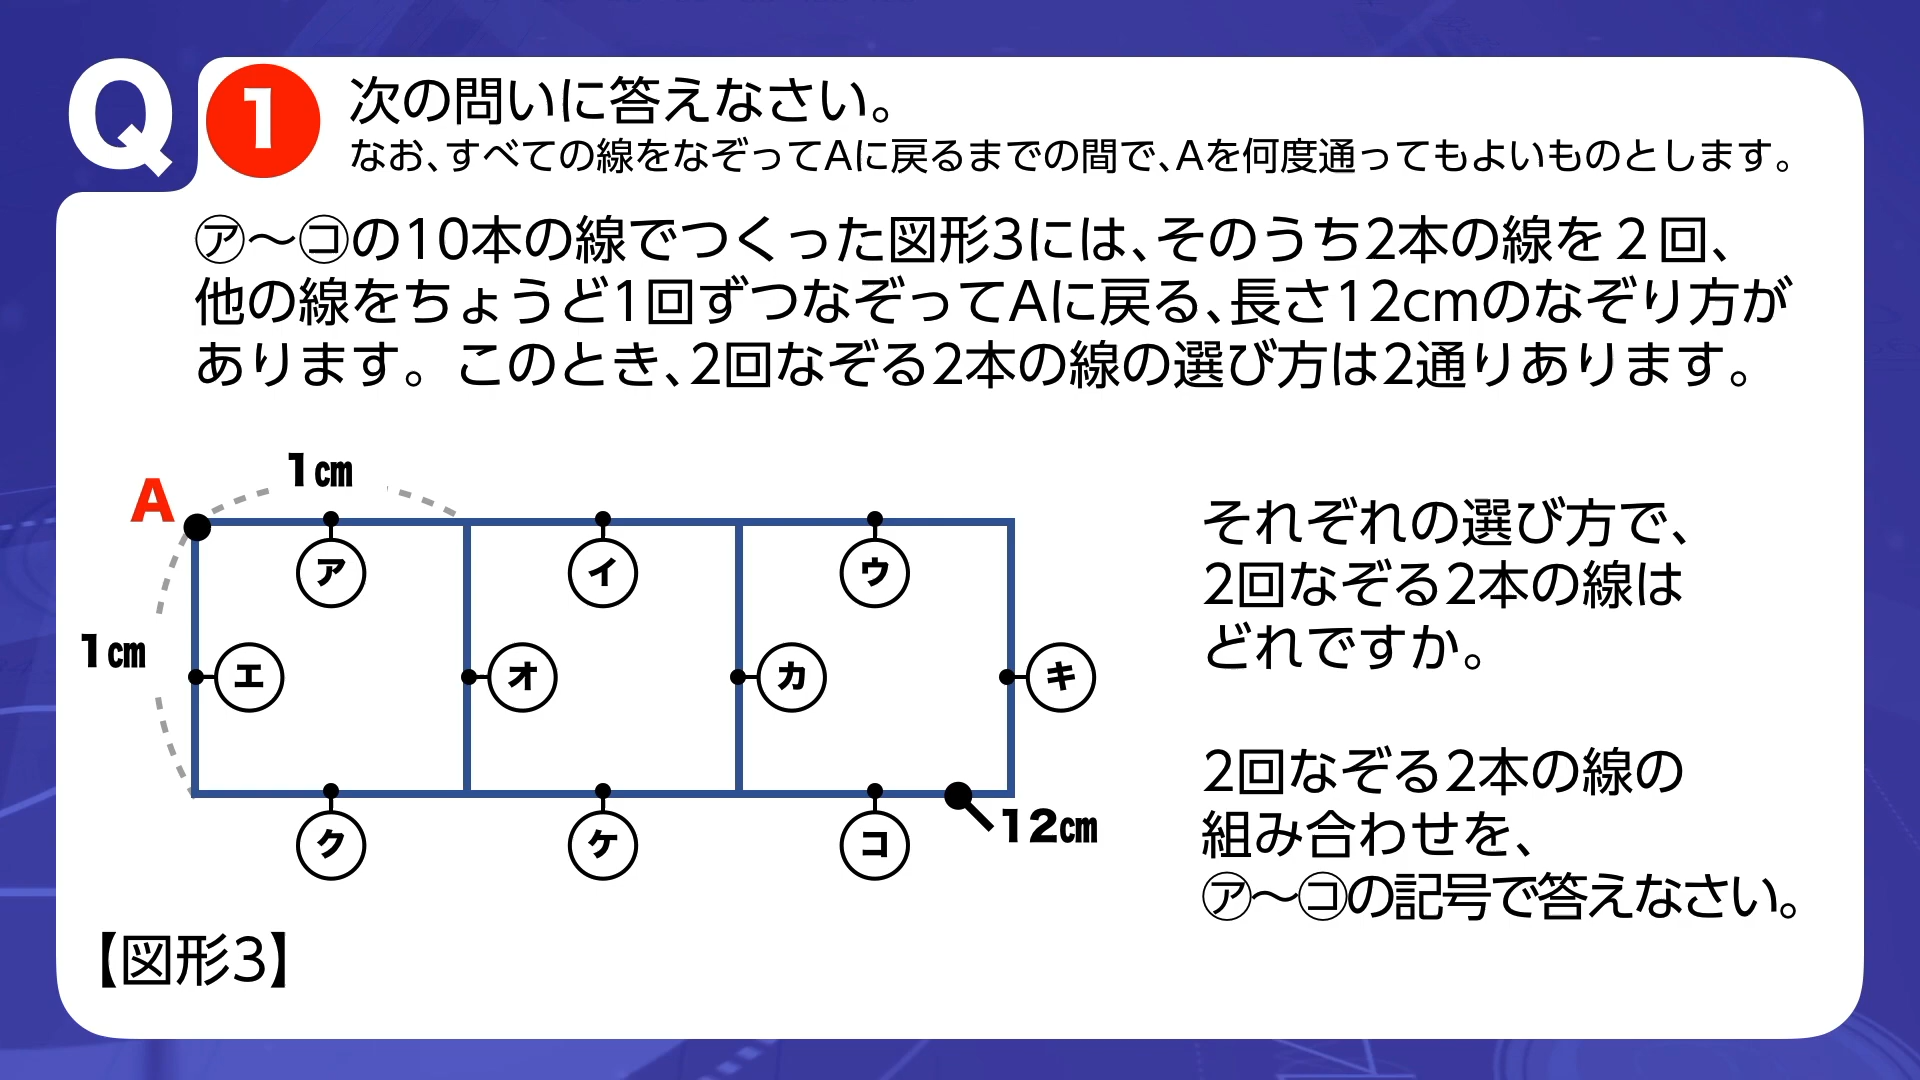 Q 1 次の問いに答えなさい。
なお、すべての線をなぞってAに戻るまでの間で、Aを何度通ってもよいものとします。
㋐〜㋙の10本の線でつくった図形3には、そのうち2本の線を2回、
他の線をちょうど1回ずつなぞってAに戻る、長さ12cmのなぞり方が
あります。このとき、2回なぞる2本の線の選び方は2通りあります。
1cm
A
ア イ ウ
1cm
エ オ カ キ
12cm
ク ケ コ
【図形3】
それぞれの選び方で、
2回なぞる2本の線は
どれですか。
2回なぞる2本の線の
組み合わせを、
㋐〜㋙の記号で答えなさい。